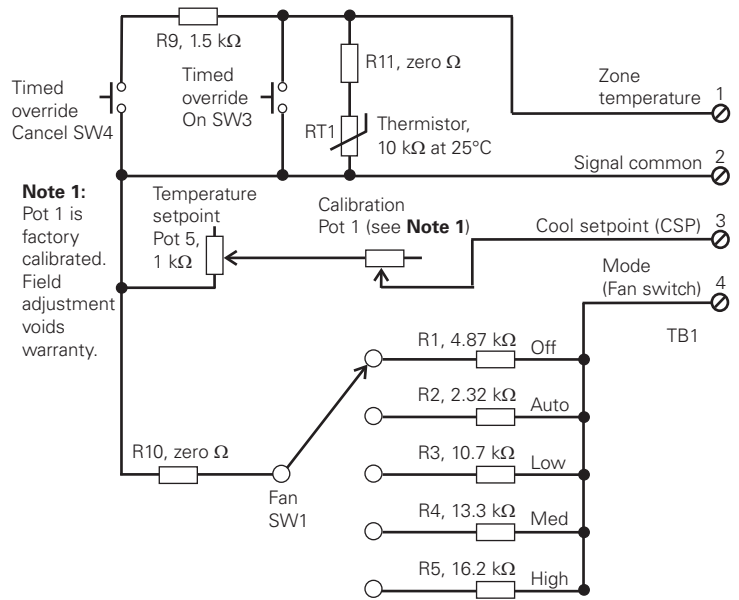 R9, 1.5 kΩ
R11, zero Ω
Timed
override
Cancel SW4
Timed
override
On SW3
RT1
Thermistor,
10 kΩ at 25°C
Zone
temperature
1
Signal common
2
Note 1:
Pot 1 is
factory
calibrated.
Field
adjustment
voids
warranty.
Temperature
setpoint
Pot 5,
1 kΩ
Calibration
Pot 1 (see Note 1)
Cool setpoint (CSP)
3
Mode
(Fan switch)
4
TB1
R1, 4.87 kΩ
Off
R2, 2.32 kΩ
Auto
R3, 10.7 kΩ
Low
R4, 13.3 kΩ
Med
R5, 16.2 kΩ
High
R10, zero Ω
Fan
SW1